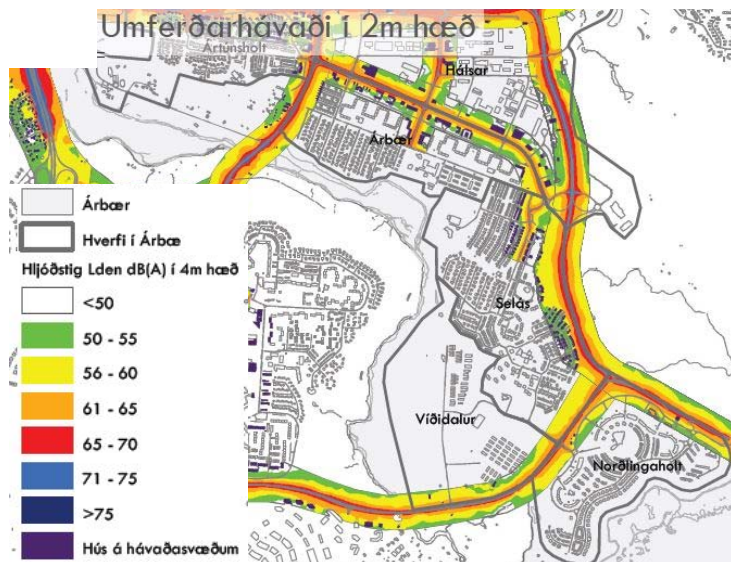 Umferðarhávaði í 2m hæð
Ártúnsholt
Hálsar
Árbær
Selás
Víðidalur
Norðlingaholt
Árbær
Hverfi í Árbæ
Hljóðstig Lden dB(A) í 4m hæð
<50
50 - 55
56 - 60
61 - 65
65 - 70
71 - 75
>75
Hús á hávaðasvæðum